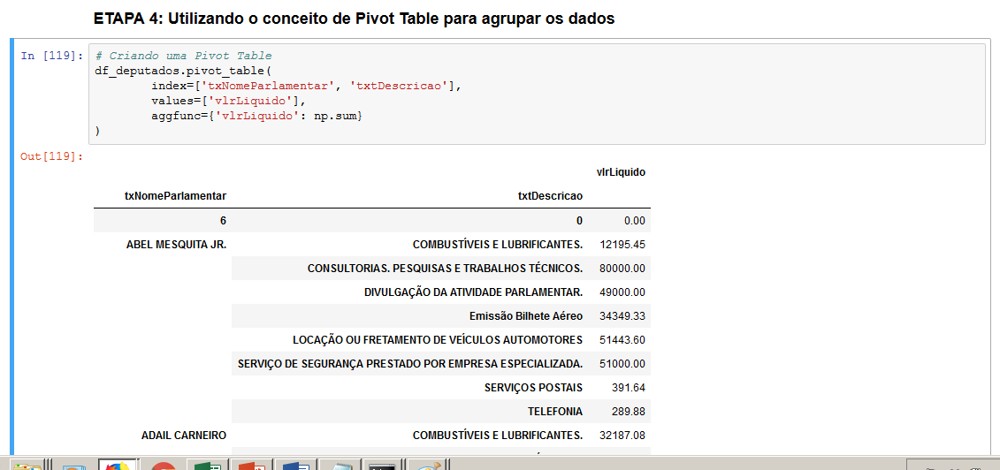 ETAPA 4: Utilizando o conceito de Pivot Table para agrupar os dados
In [119]: # Criando uma Pivot Table
df_deputados.pivot_table(
index=['txNomeParlamentar', 'txtDescricao'],
values=['vlrLiquido'],
aggfunc={'vlrLiquido': np.sum}
)
Out[119]:
vlrLiquido
txNomeParlamentar txtDescricao
6 0 0.00
ABEL MESQUITA JR. COMBUSTÍVEIS E LUBRIFICANTES. 12195.45
CONSULTORIAS. PESQUISAS E TRABALHOS TÉCNICOS. 80000.00
DIVULGAÇÃO DA ATIVIDADE PARLAMENTAR. 49000.00
Emissão Bilhete Aéreo 34349.33
LOCAÇÃO OU FRETAMENTO DE VEÍCULOS AUTOMOTORES 51443.60
SERVIÇO DE SEGURANÇA PRESTADO POR EMPRESA ESPECIALIZADA. 51000.00
SERVIÇOS POSTAIS 391.64
TELEFONIA 289.88
ADAIL CARNEIRO COMBUSTÍVEIS E LUBRIFICANTES. 32187.08